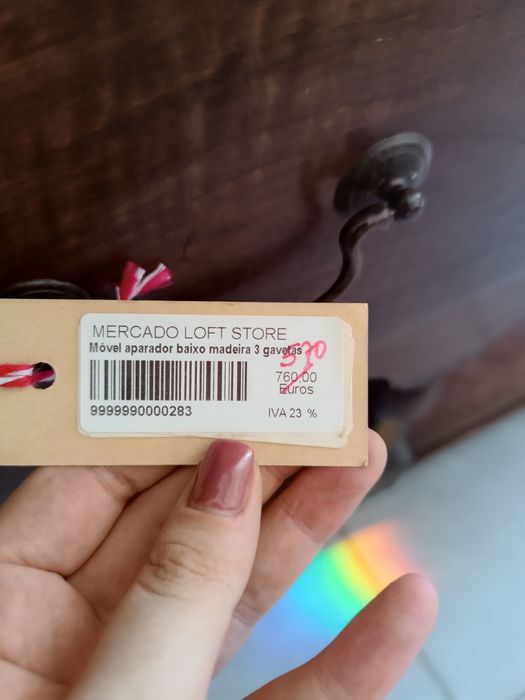 MERCADO LOFT STORE
Móvel aparador baixo madeira 3 gavetas
570
760,00
Euros
9999990000283
IVA 23 %